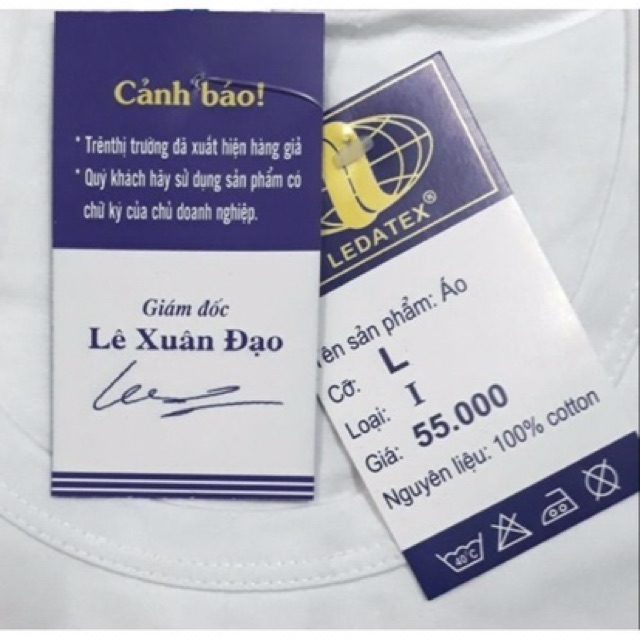 Cảnh báo!
* Trênthị trường đã xuất hiện hàng giả
* Quý khách hãy sử dụng sản phẩm có
chữ ký của chủ doanh nghiệp.
Giám đốc
Lê Xuân Đạo
LEDATEX®
Tên sản phẩm: Áo
Cỡ: L
Loại: I
Giá: 55.000
Nguyên liệu: 100% cotton
40°C